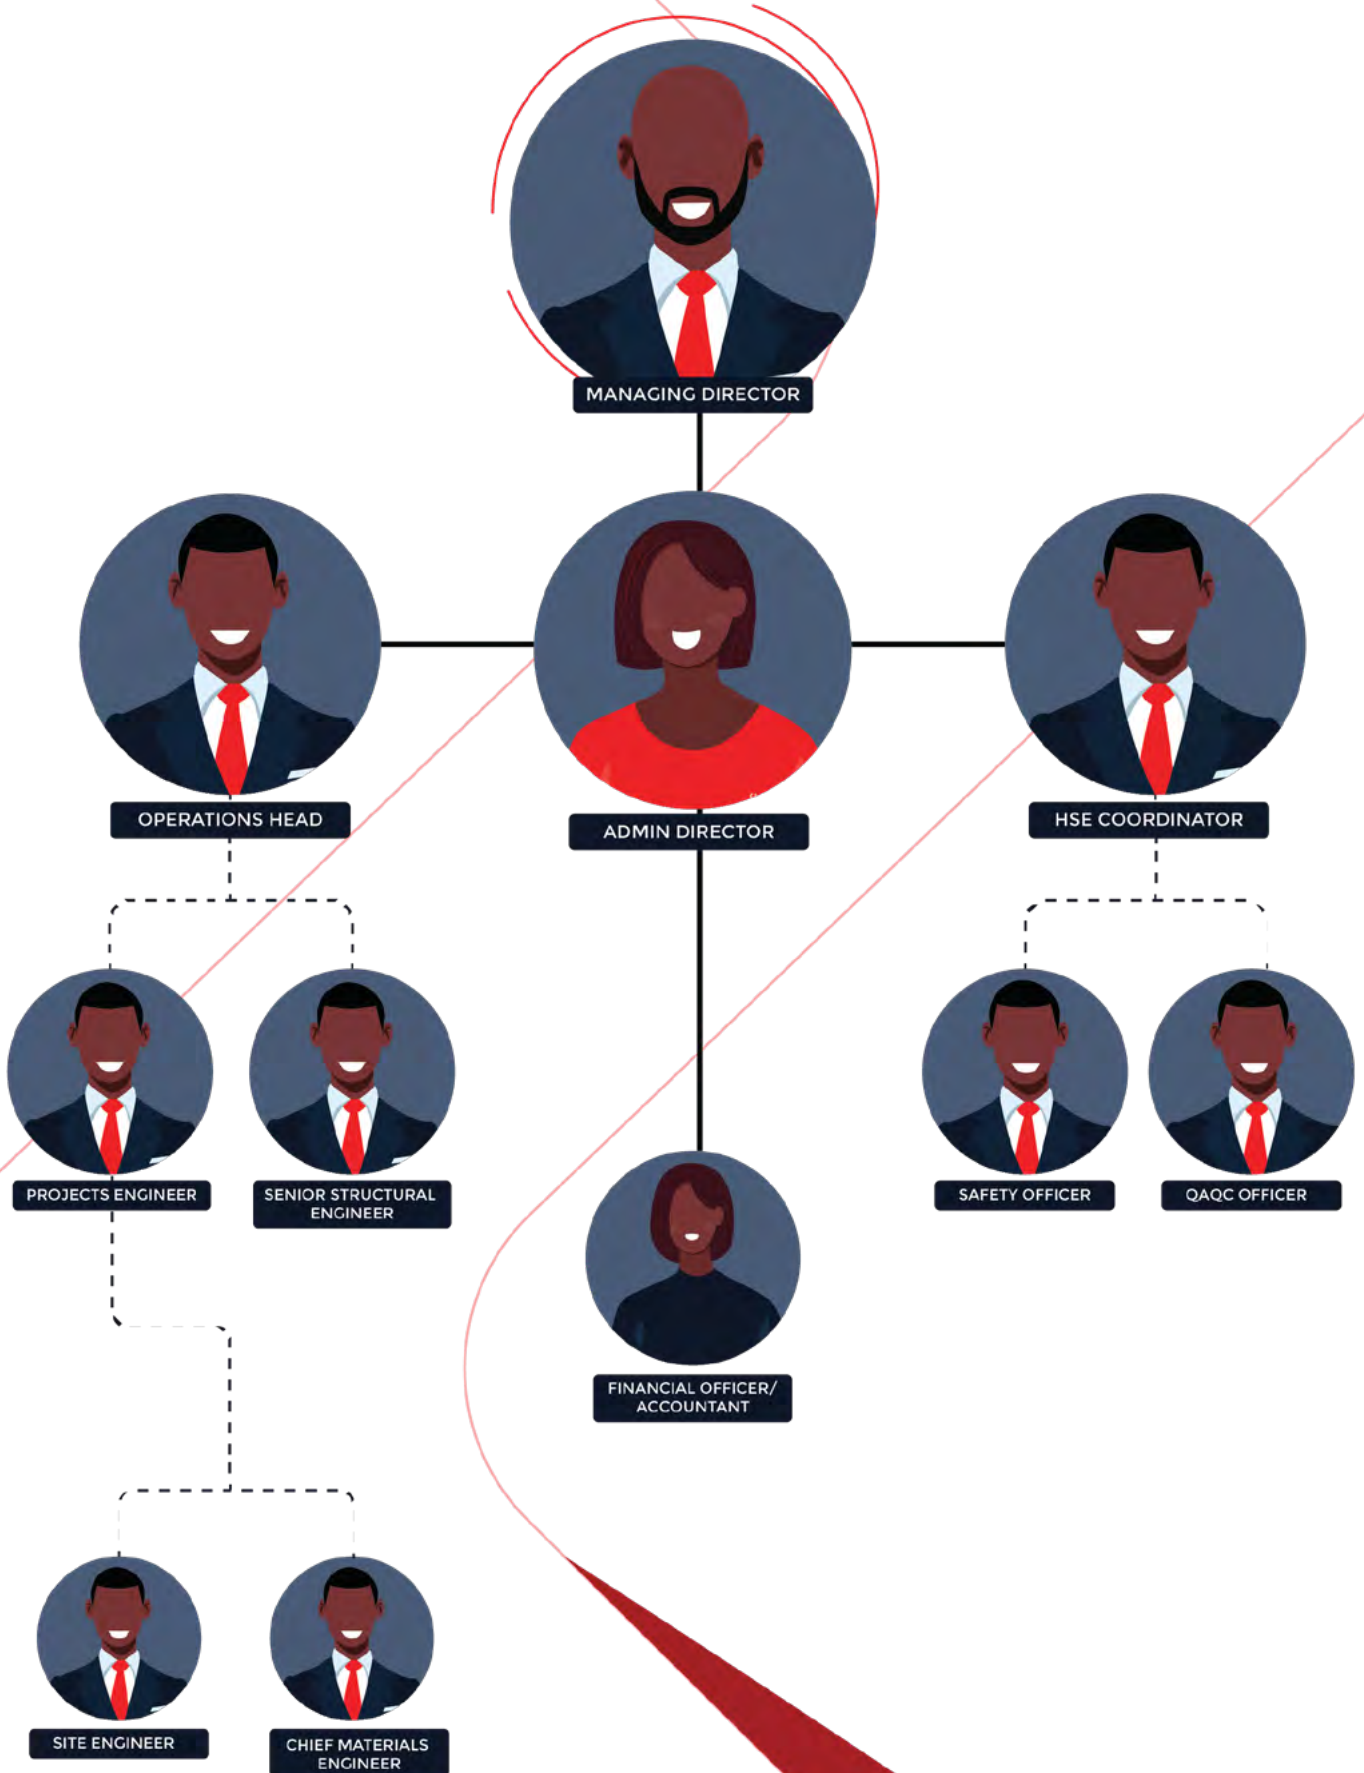 MANAGING DIRECTOR
OPERATIONS HEAD
ADMIN DIRECTOR
HSE COORDINATOR
PROJECTS ENGINEER
SENIOR STRUCTURAL
ENGINEER
SAFETY OFFICER
QAQC OFFICER
FINANCIAL OFFICER/
ACCOUNTANT
SITE ENGINEER
CHIEF MATERIALS
ENGINEER